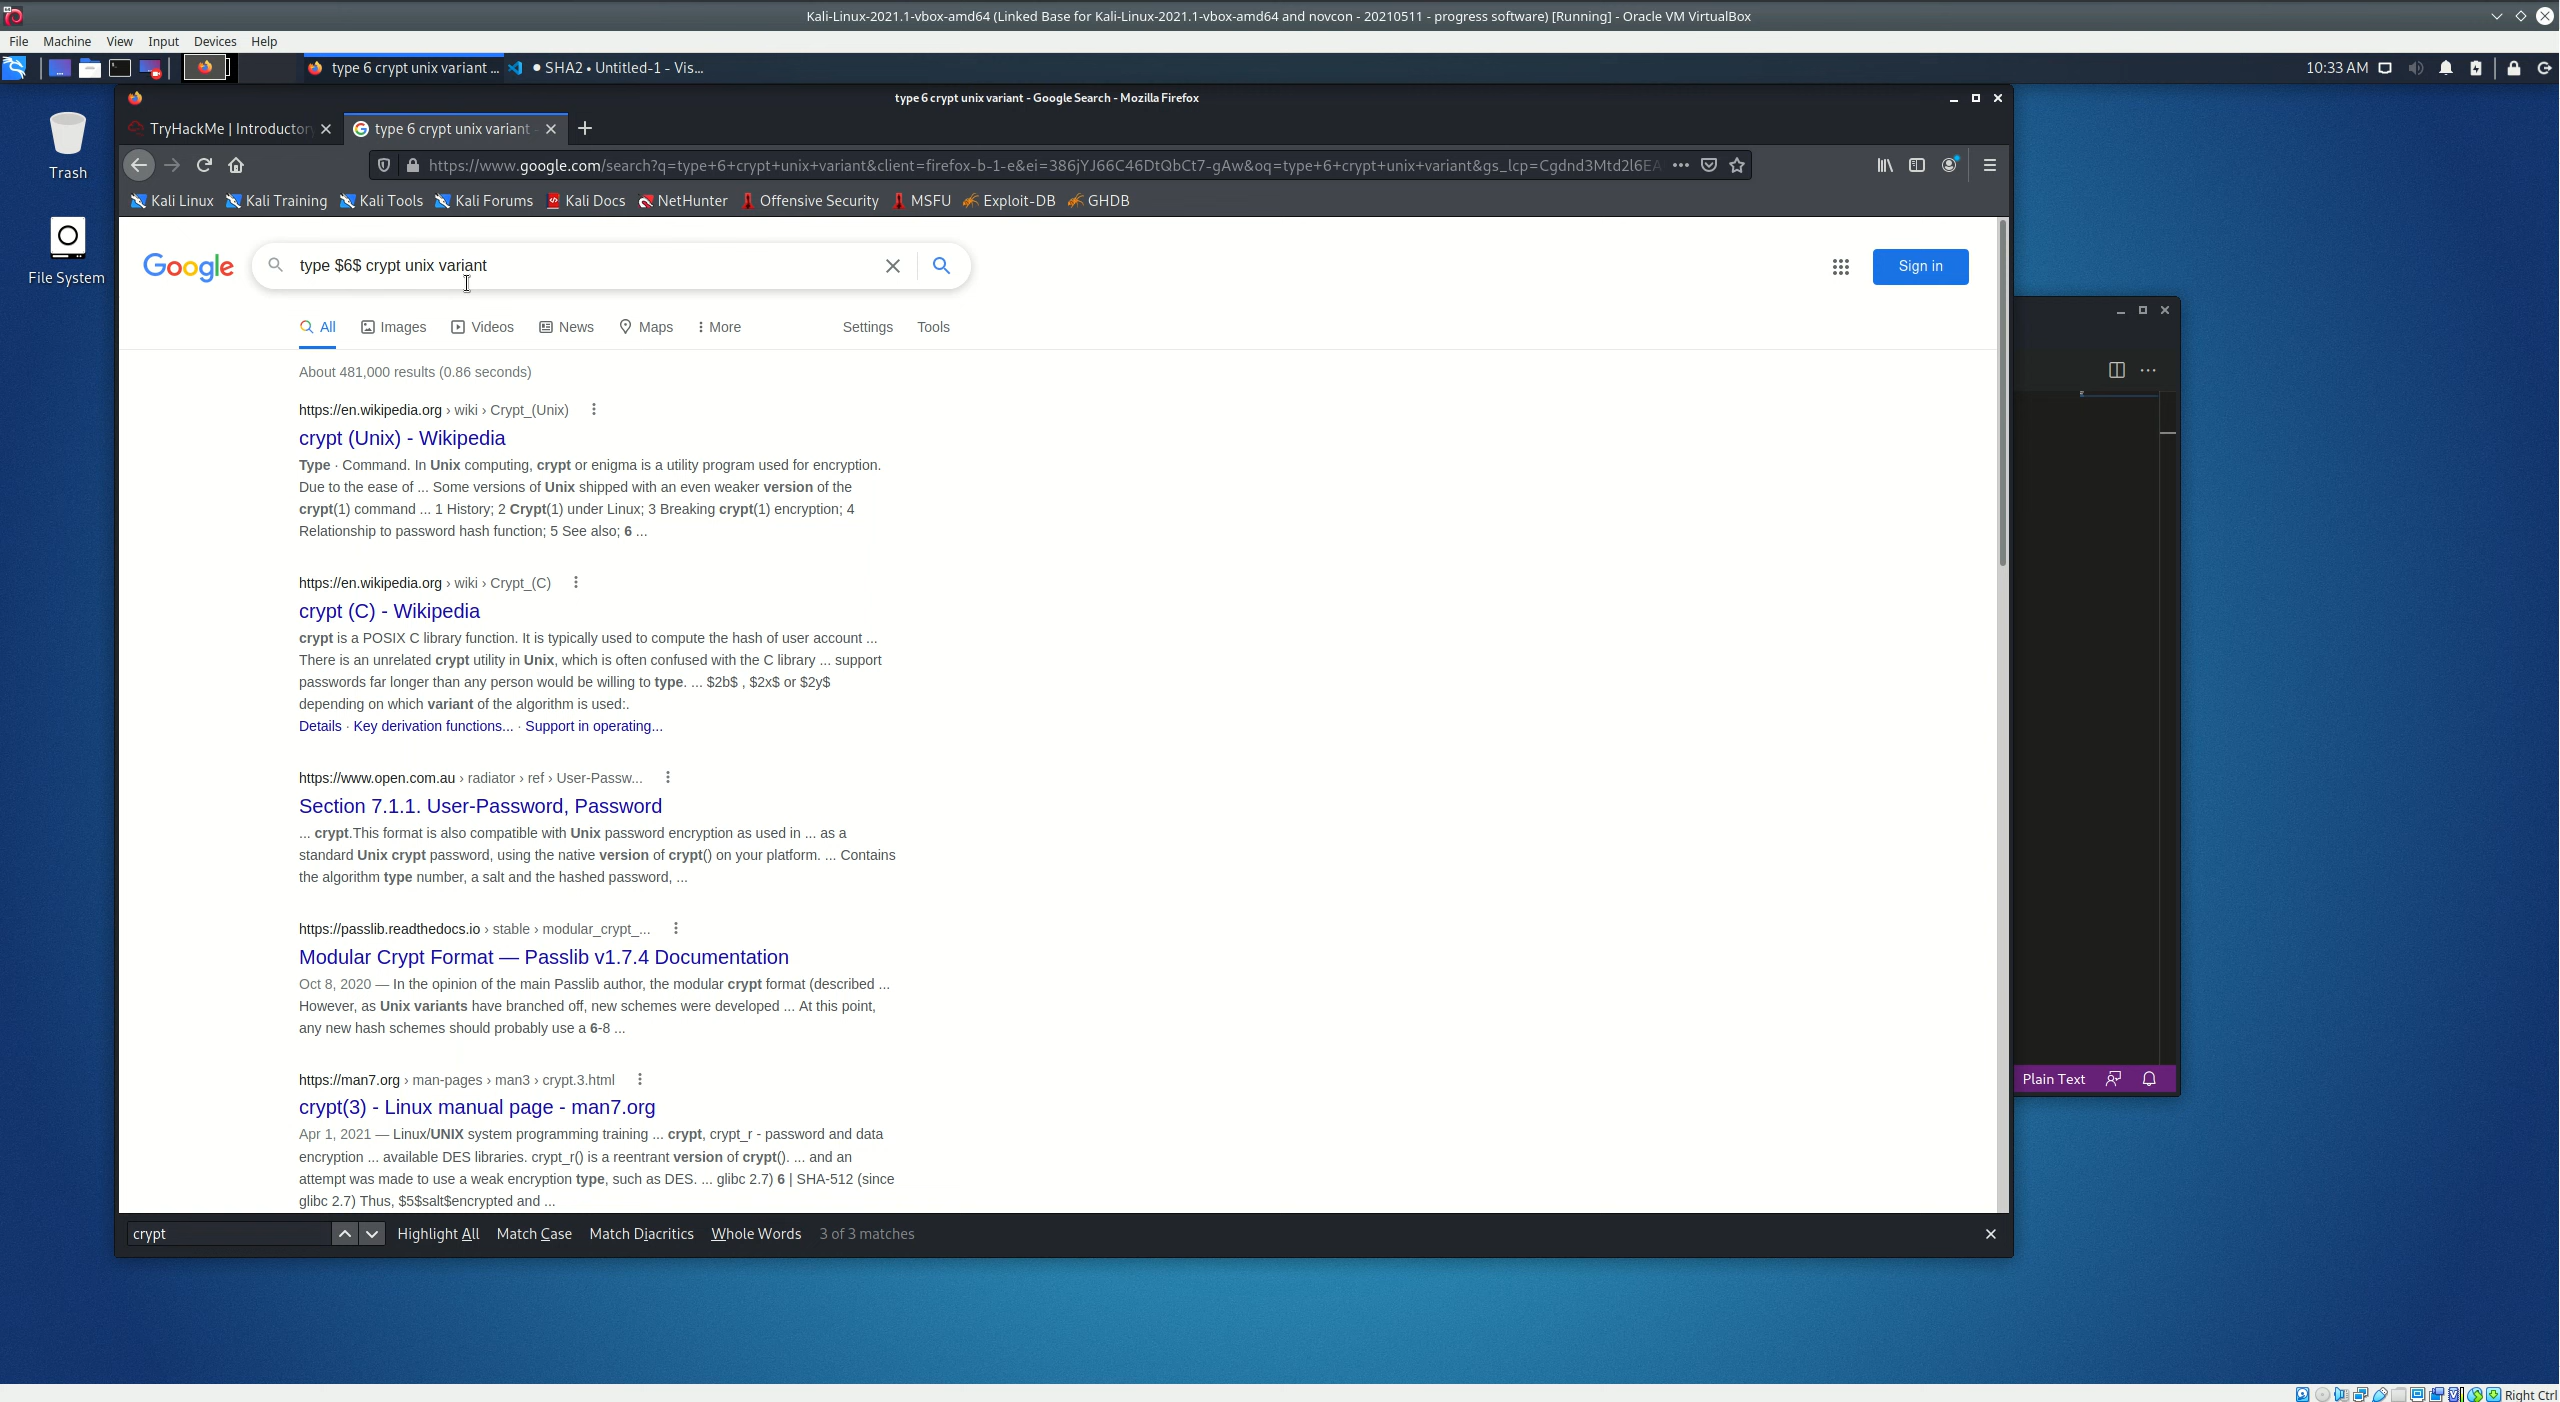 Kali-Linux-2021.1-vbox-amd64 (Linked Base for Kali-Linux-2021.1-vbox-amd64 and novcon - 20210511 - progress software) [Running] - Oracle VM VirtualBox
File Machine View Input Devices Help
type 6 crypt unix variant ... ● SHA2 • Untitled-1 - Vis... 10:33 AM
type 6 crypt unix variant - Google Search - Mozilla Firefox
TryHackMe | Introductor type 6 crypt unix variant -
https://www.google.com/search?q=type+6+crypt+unix+variant&client=firefox-b-1-e&ei=386jYJ66C46DtQbCt7-gAw&oq=type+6+crypt+unix+variant&gs_lcp=Cgdnd3Mtd2l6EA
Kali Linux Kali Training Kali Tools Kali Forums Kali Docs NetHunter Offensive Security MSFU Exploit-DB GHDB
Trash
File System
Google type $6$ crypt unix variant Sign in
All Images Videos News Maps More Settings Tools
About 481,000 results (0.86 seconds)
https://en.wikipedia.org › wiki › Crypt_(Unix)
crypt (Unix) - Wikipedia
Type · Command. In Unix computing, crypt or enigma is a utility program used for encryption.
Due to the ease of ... Some versions of Unix shipped with an even weaker version of the
crypt(1) command ... 1 History; 2 Crypt(1) under Linux; 3 Breaking crypt(1) encryption; 4
Relationship to password hash function; 5 See also; 6 ...
https://en.wikipedia.org › wiki › Crypt_(C)
crypt (C) - Wikipedia
crypt is a POSIX C library function. It is typically used to compute the hash of user account ...
There is an unrelated crypt utility in Unix, which is often confused with the C library ... support
passwords far longer than any person would be willing to type. ... $2b$ , $2x$ or $2y$
depending on which variant of the algorithm is used:.
Details · Key derivation functions... · Support in operating...
https://www.open.com.au › radiator › ref › User-Passw...
Section 7.1.1. User-Password, Password
... crypt.This format is also compatible with Unix password encryption as used in ... as a
standard Unix crypt password, using the native version of crypt() on your platform. ... Contains
the algorithm type number, a salt and the hashed password, ...
https://passlib.readthedocs.io › stable › modular_crypt_...
Modular Crypt Format — Passlib v1.7.4 Documentation
Oct 8, 2020 — In the opinion of the main Passlib author, the modular crypt format (described ...
However, as Unix variants have branched off, new schemes were developed ... At this point,
any new hash schemes should probably use a 6-8 ...
https://man7.org › man-pages › man3 › crypt.3.html
crypt(3) - Linux manual page - man7.org
Apr 1, 2021 — Linux/UNIX system programming training ... crypt, crypt_r - password and data
encryption ... available DES libraries. crypt_r() is a reentrant version of crypt(). ... and an
attempt was made to use a weak encryption type, such as DES. ... glibc 2.7) 6 | SHA-512 (since
glibc 2.7) Thus, $5$salt$encrypted and ...
Plain Text
crypt Highlight All Match Case Match Diacritics Whole Words 3 of 3 matches
Right Ctrl